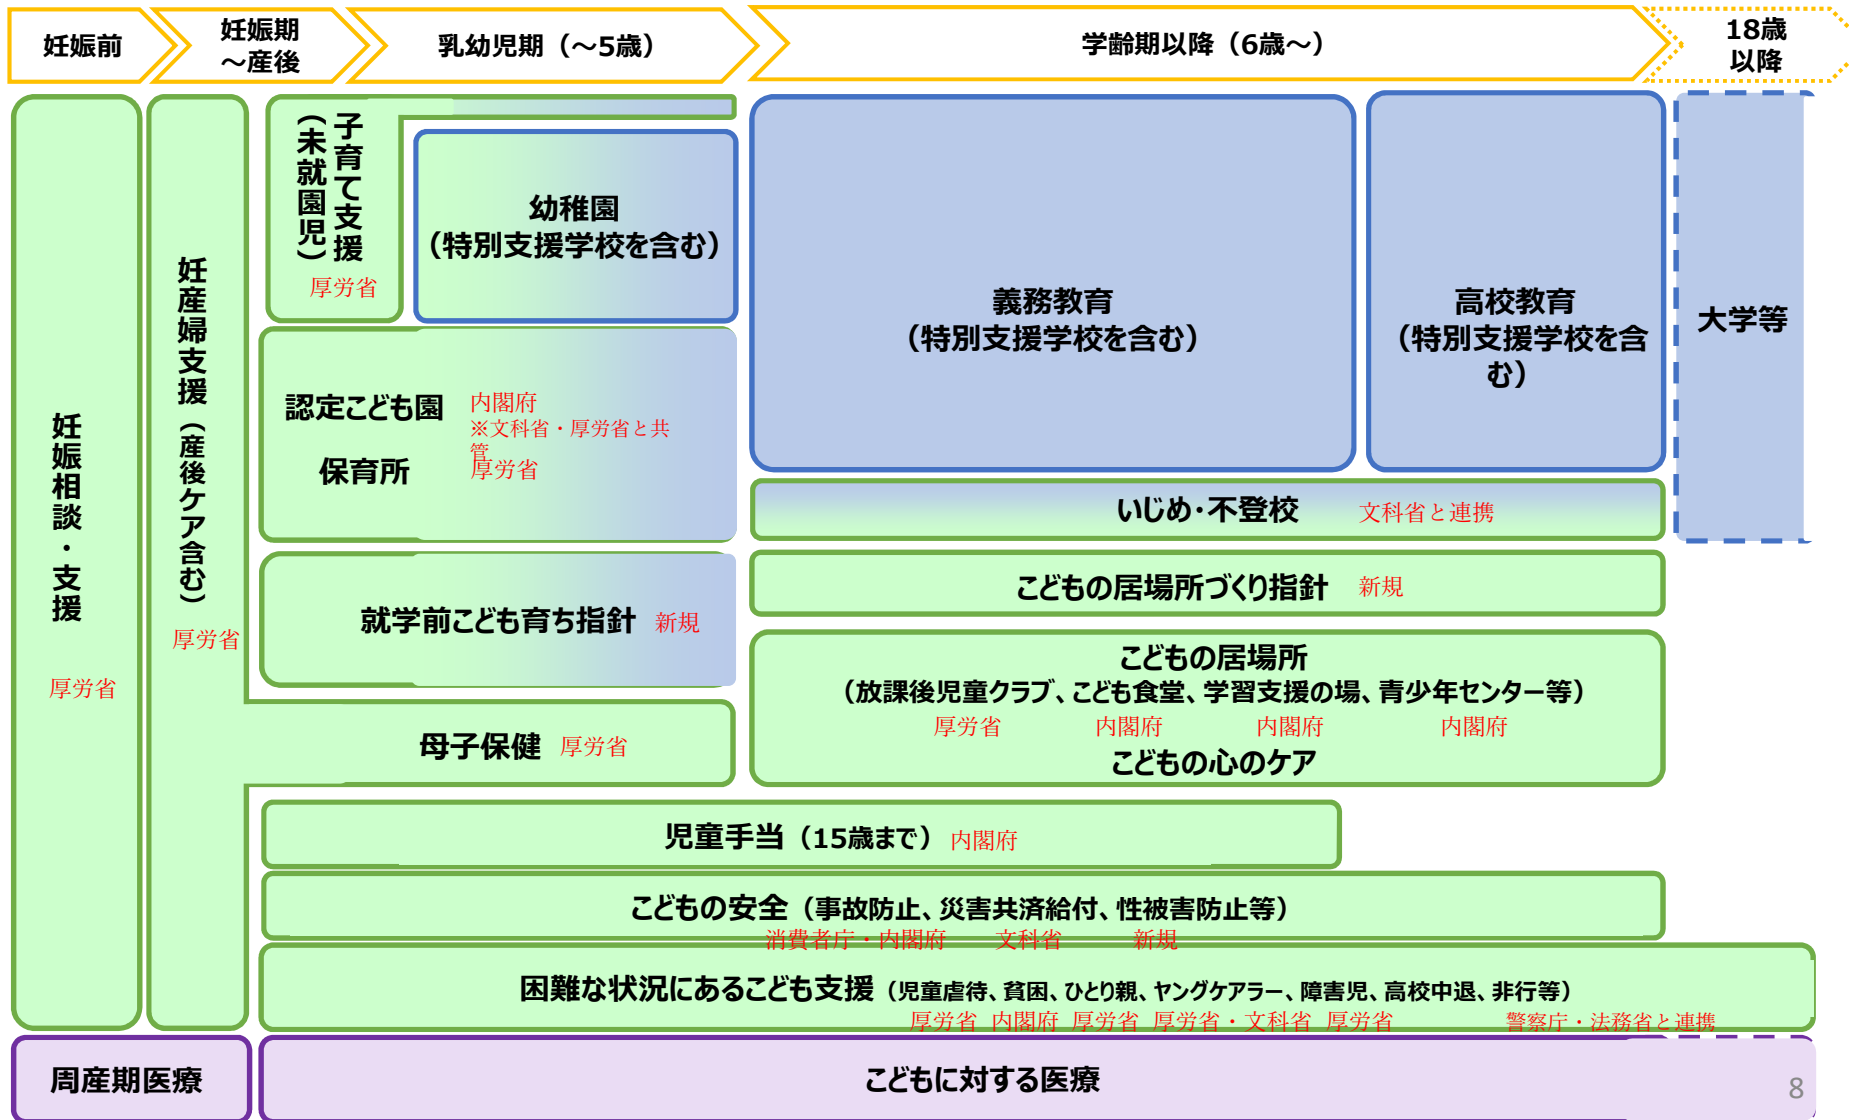 妊娠前
妊娠期
～産後
乳幼児期（～5歳）
学齢期以降（6歳～）
18歳
以降
妊娠相談・支援
厚労省
妊産婦支援（産後ケア含む）
厚労省
子育て支援
（未就園児）
厚労省
幼稚園
（特別支援学校を含む）
認定こども園
内閣府
※文科省・厚労省と共
管
保育所
厚労省
就学前こども育ち指針 新規
母子保健 厚労省
義務教育
（特別支援学校を含む）
高校教育
（特別支援学校を含
む）
大学等
いじめ・不登校 文科省と連携
こどもの居場所づくり指針 新規
こどもの居場所
（放課後児童クラブ、こども食堂、学習支援の場、青少年センター等）
厚労省 内閣府 内閣府 内閣府
こどもの心のケア
児童手当（15歳まで） 内閣府
こどもの安全（事故防止、災害共済給付、性被害防止等）
消費者庁・内閣府 文科省 新規
困難な状況にあるこども支援（児童虐待、貧困、ひとり親、ヤングケアラー、障害児、高校中退、非行等）
厚労省 内閣府 厚労省 厚労省・文科省 厚労省 警察庁・法務省と連携
周産期医療
こどもに対する医療
8